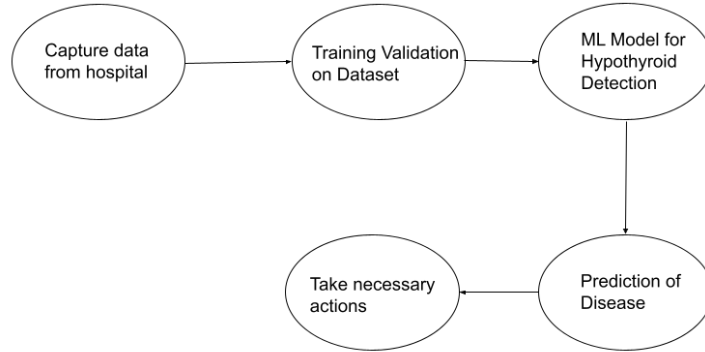 Capture data
from hospital
Training Validation
on Dataset
ML Model for
Hypothyroid
Detection
Prediction of
Disease
Take necessary
actions